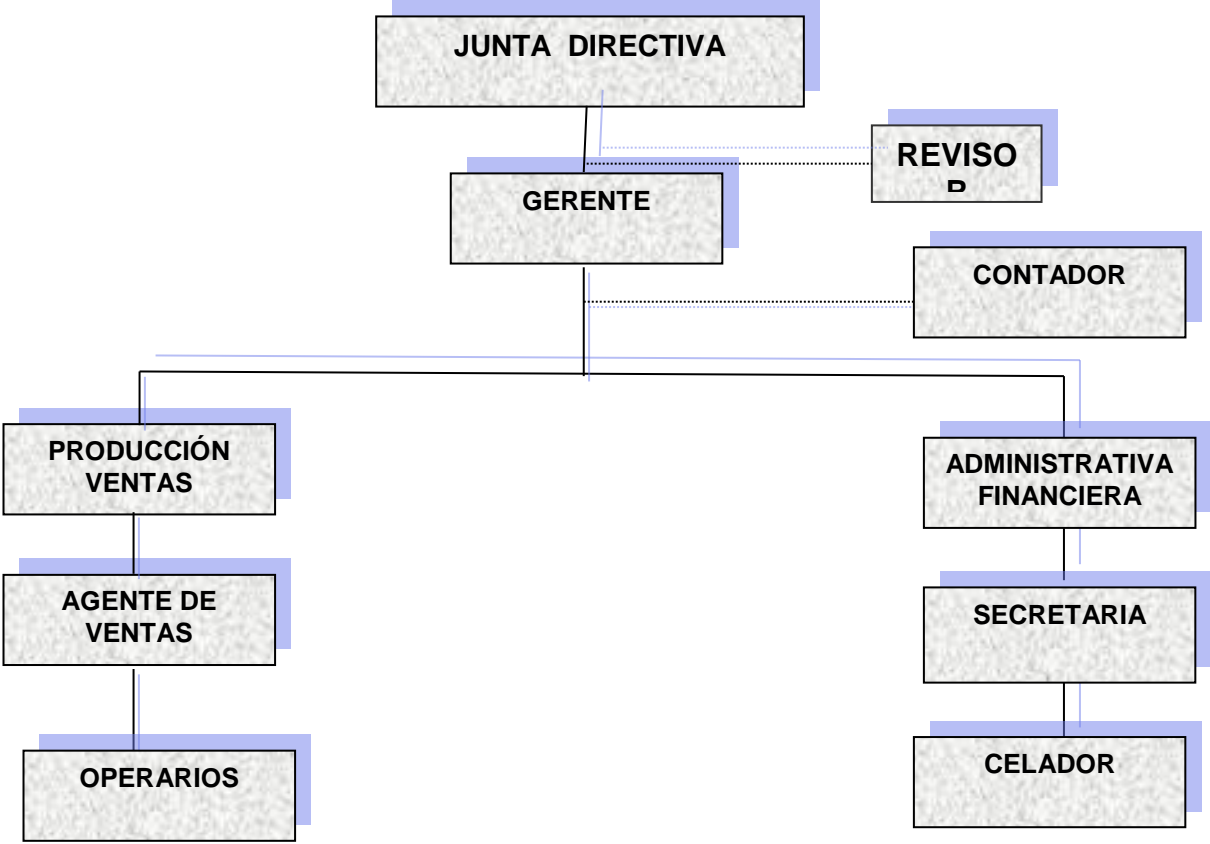 JUNTA DIRECTIVA
REVISO
R
GERENTE
CONTADOR
PRODUCCIÓN
VENTAS
ADMINISTRATIVA
FINANCIERA
AGENTE DE
VENTAS
SECRETARIA
OPERARIOS
CELADOR